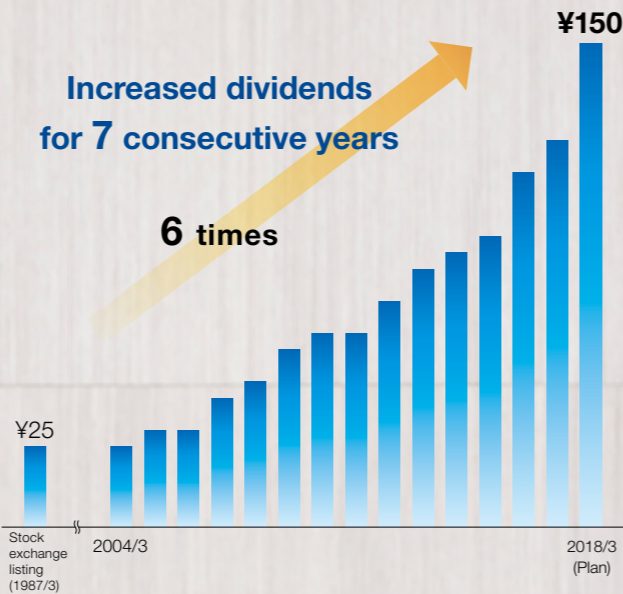 ¥150
Increased dividends
for 7 consecutive years
6 times
¥25
Stock
exchange
listing
(1987/3)
2004/3
2018/3
(Plan)